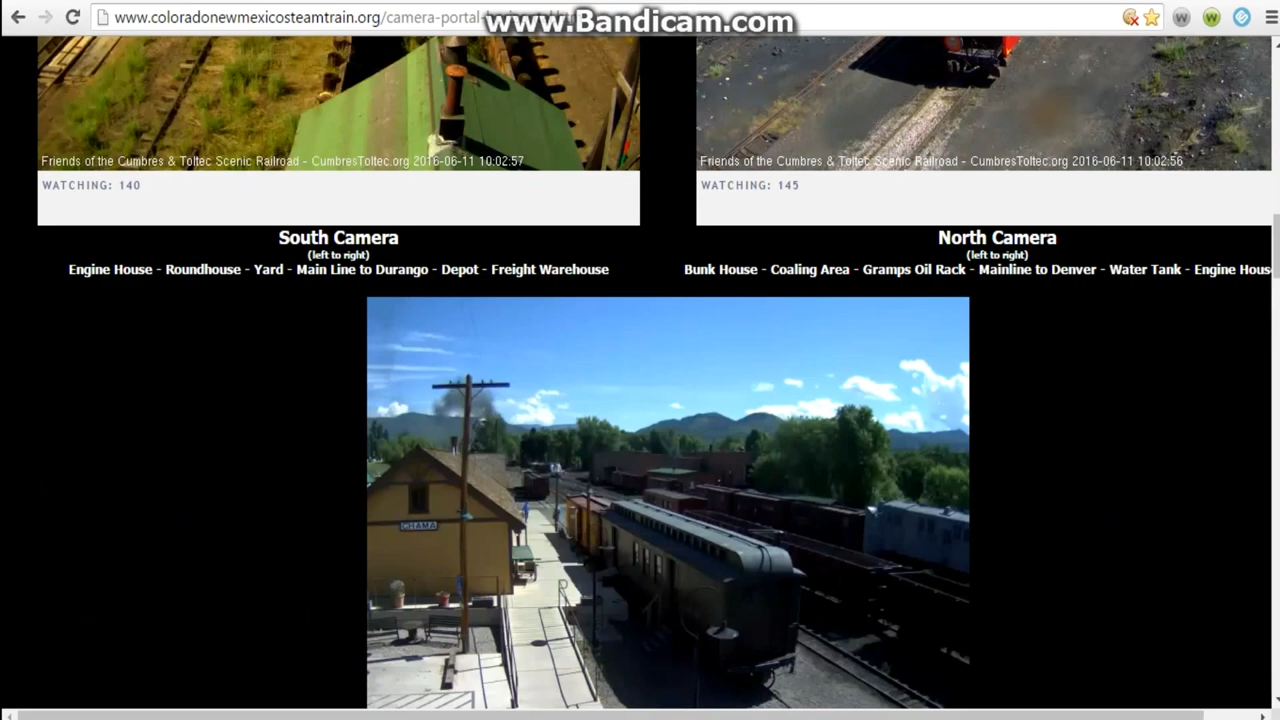 www.coloradonewmexicosteamtrain.org/camera-portal
www.Bandicam.com
Friends of the Cumbres & Toltec Scenic Railroad - CumbresToltec.org 2016-06-11 10:02:57
Friends of the Cumbres & Toltec Scenic Railroad - CumbresToltec.org 2016-06-11 10:02:56
WATCHING: 140
WATCHING: 145
South Camera
(left to right)
Engine House - Roundhouse - Yard - Main Line to Durango - Depot - Freight Warehouse
North Camera
(left to right)
Bunk House - Coaling Area - Gramps Oil Rack - Mainline to Denver - Water Tank - Engine Hous
CHAMA